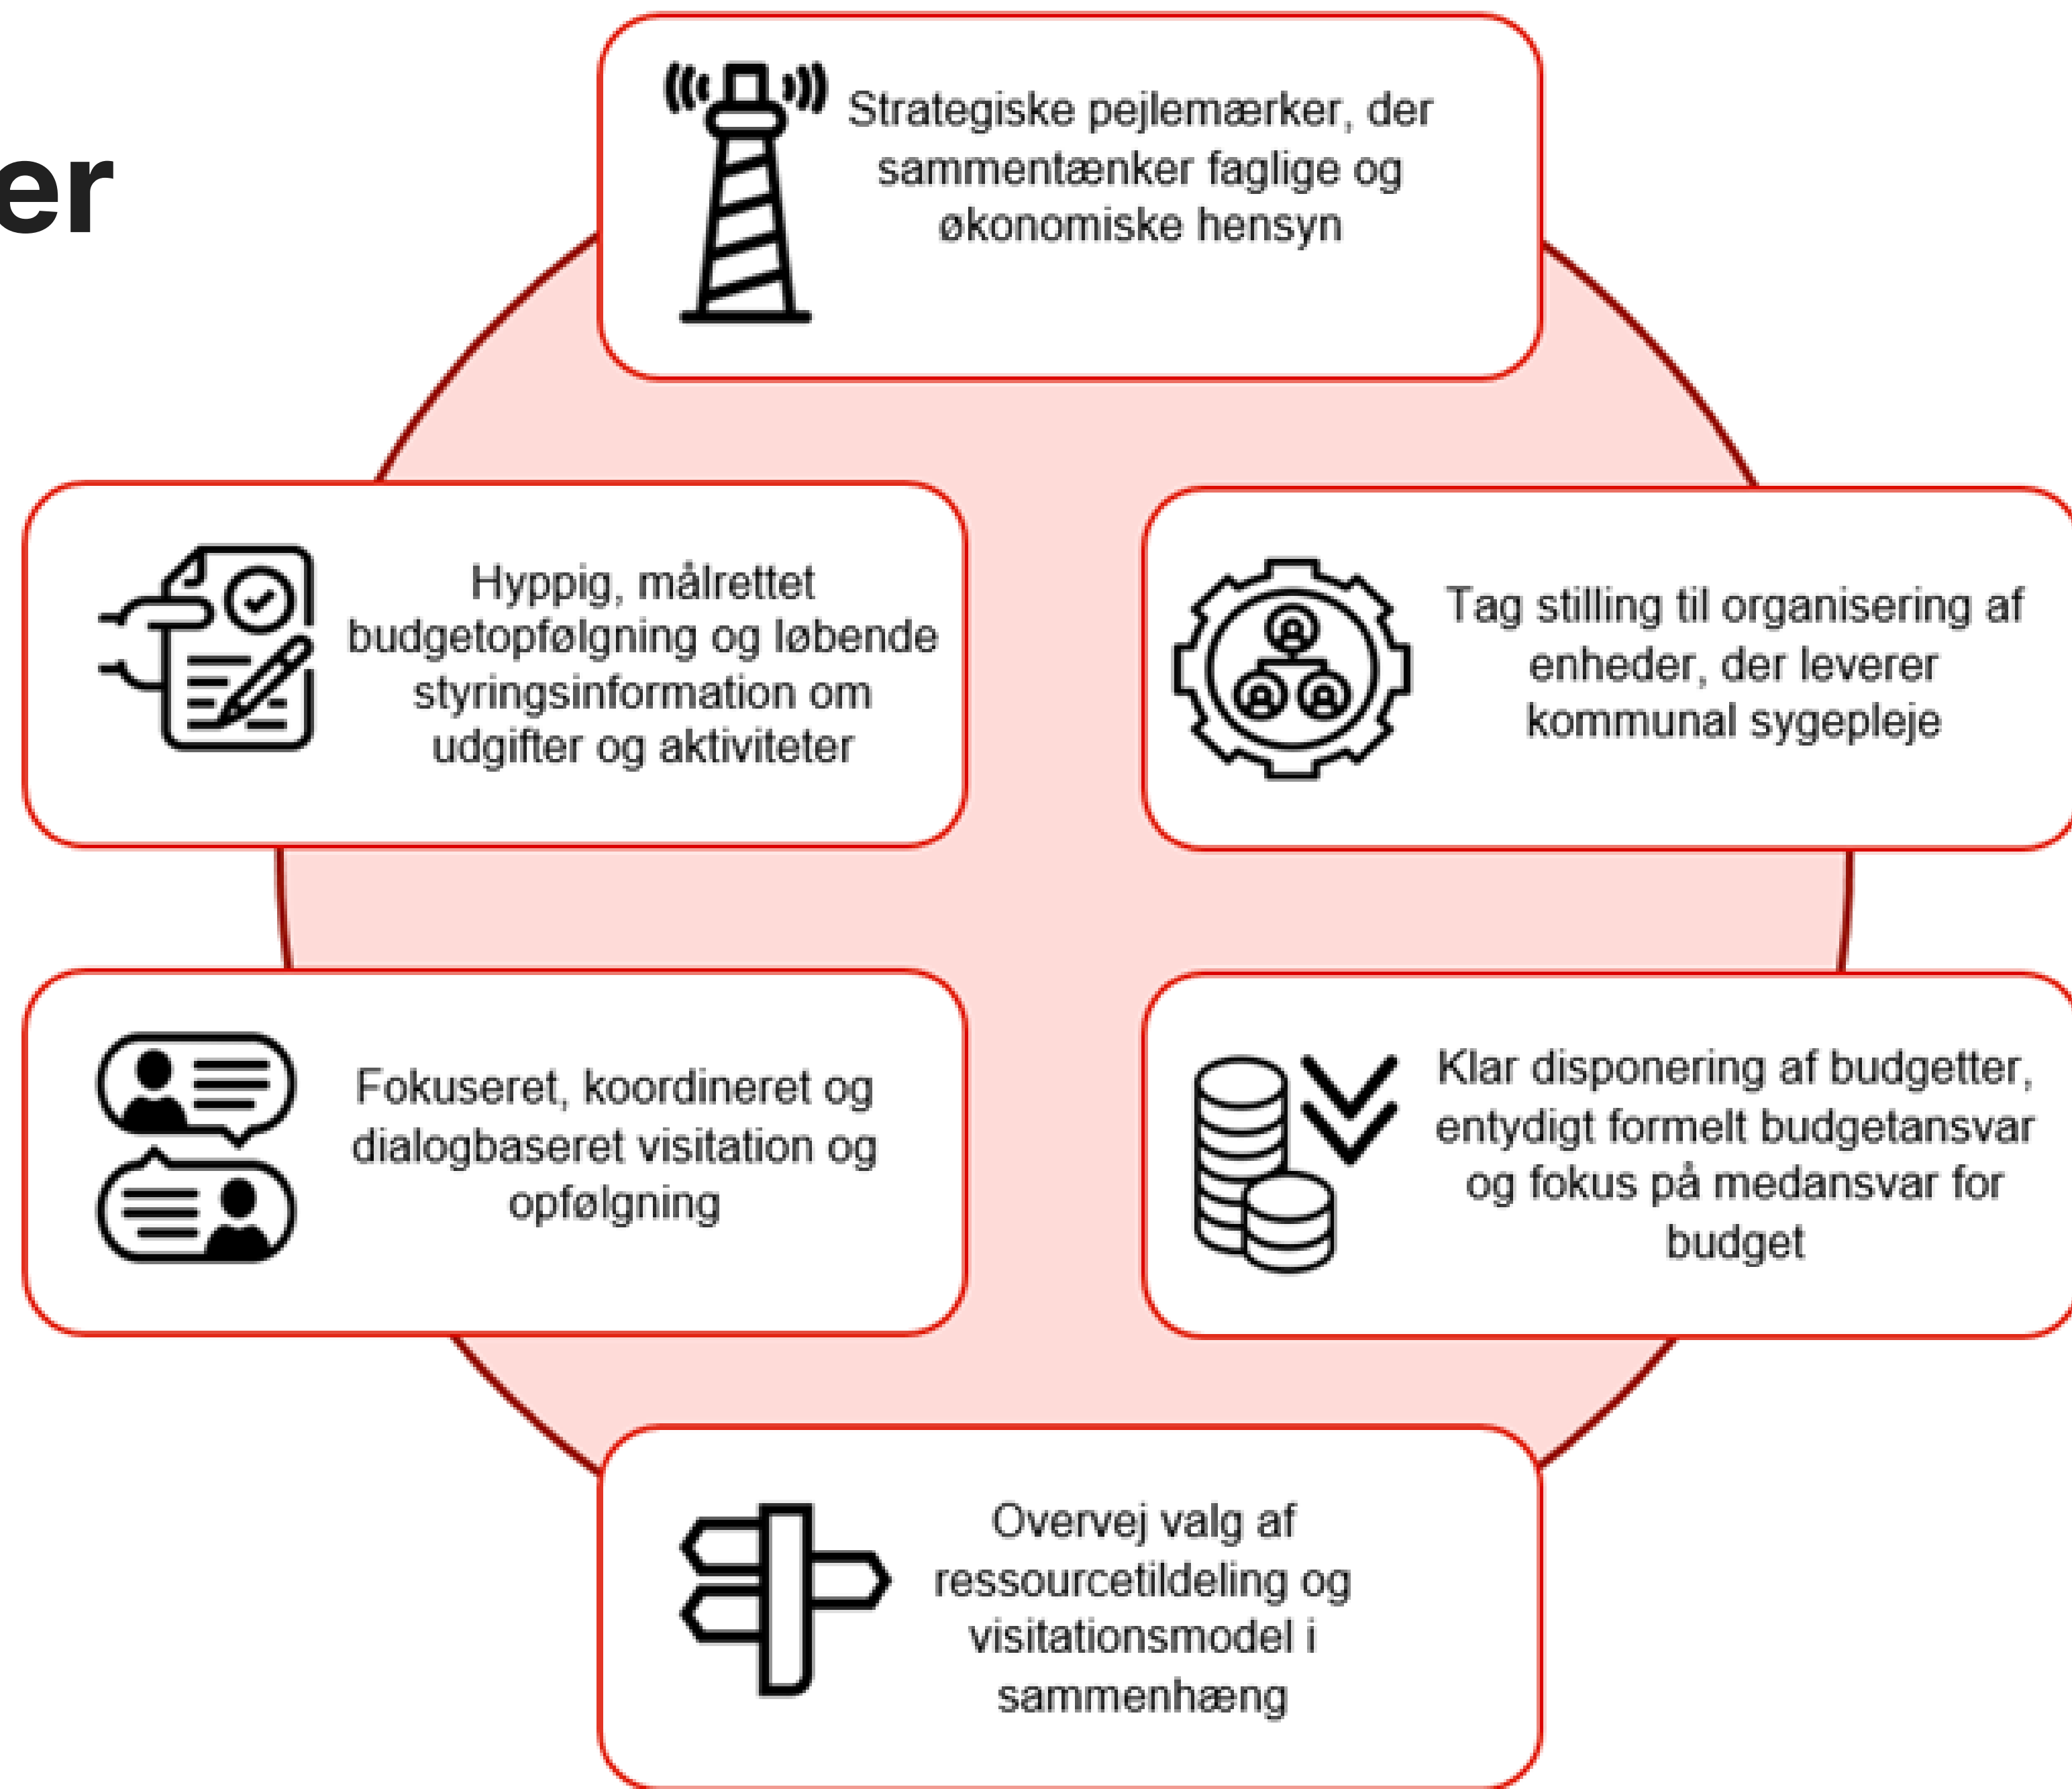 er
Strategiske pejlemærker, der
sammentænker faglige og
økonomiske hensyn
Hyppig, målrettet
budgetopfølgning og løbende
styringsinformation om
udgifter og aktiviteter
Tag stilling til organisering af
enheder, der leverer
kommunal sygepleje
Fokuseret, koordineret og
dialogbaseret visitation og
opfølgning
Klar disponering af budgetter,
entydigt formelt budgetansvar
og fokus på medansvar for
budget
Overvej valg af
ressourcetildeling og
visitationsmodel i
sammenhæng